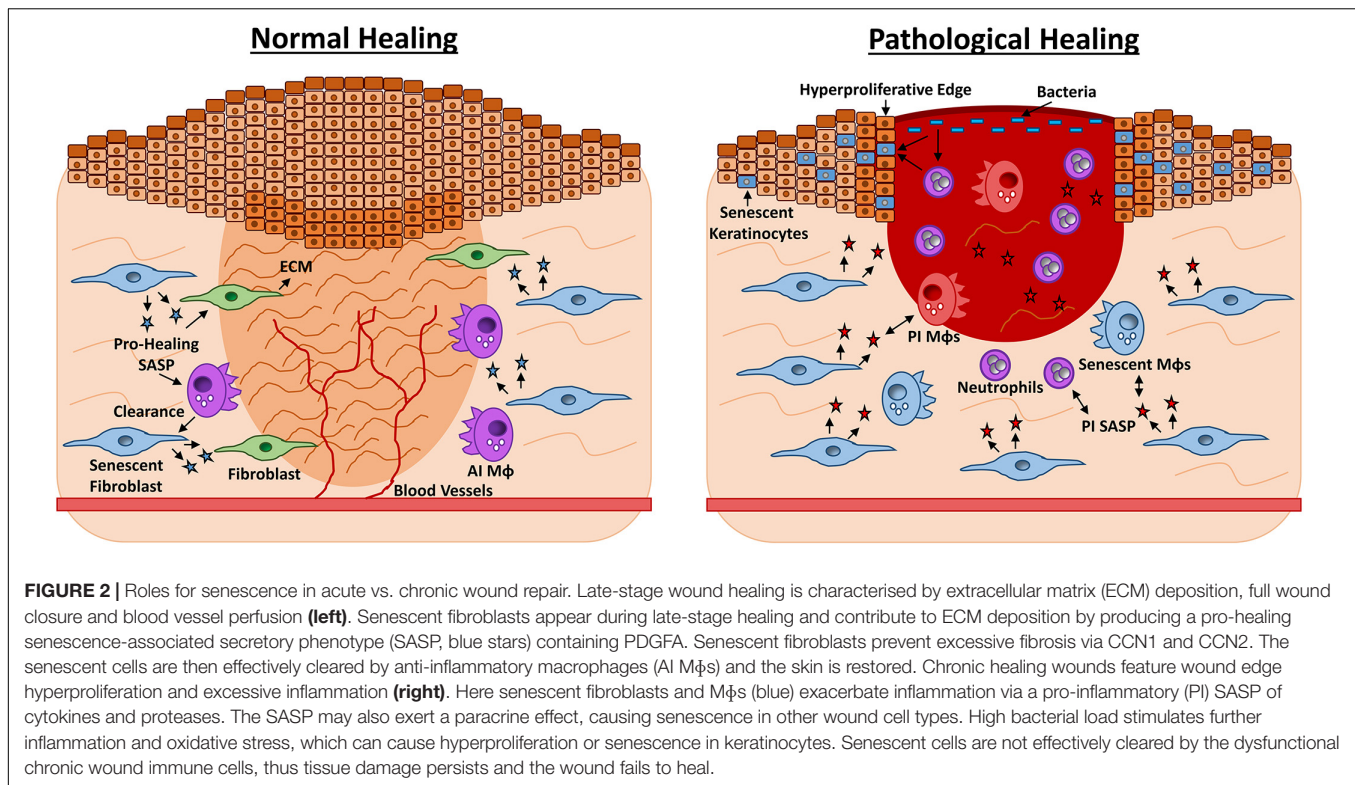 Normal Healing
ECM
Pro-Healing
SASP
Clearance
Senescent
Fibroblast
Fibroblast
AI Mϕ
Blood Vessels
Pathological Healing
Hyperproliferative Edge
Bacteria
Senescent
Keratinocytes
PI Mϕs
Neutrophils
Senescent Mϕs
PI SASP
FIGURE 2 | Roles for senescence in acute vs. chronic wound repair. Late-stage wound healing is characterised by extracellular matrix (ECM) deposition, full wound
closure and blood vessel perfusion (left). Senescent fibroblasts appear during late-stage healing and contribute to ECM deposition by producing a pro-healing
senescence-associated secretory phenotype (SASP, blue stars) containing PDGFA. Senescent fibroblasts prevent excessive fibrosis via CCN1 and CCN2. The
senescent cells are then effectively cleared by anti-inflammatory macrophages (AI Mϕs) and the skin is restored. Chronic healing wounds feature wound edge
hyperproliferation and excessive inflammation (right). Here senescent fibroblasts and Mϕs (blue) exacerbate inflammation via a pro-inflammatory (PI) SASP of
cytokines and proteases. The SASP may also exert a paracrine effect, causing senescence in other wound cell types. High bacterial load stimulates further
inflammation and oxidative stress, which can cause hyperproliferation or senescence in keratinocytes. Senescent cells are not effectively cleared by the dysfunctional
chronic wound immune cells, thus tissue damage persists and the wound fails to heal.